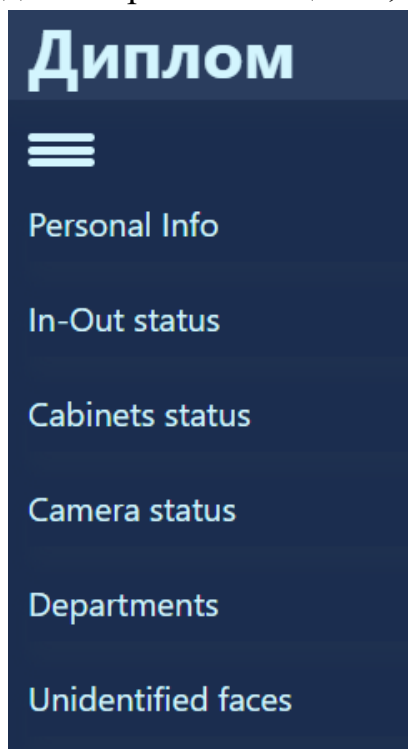 Диплом
Personal Info
In-Out status
Cabinets status
Camera status
Departments
Unidentified faces